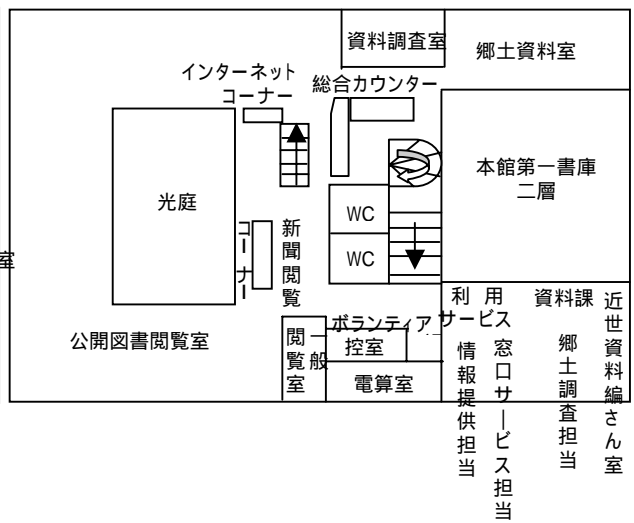 資料調査室
郷土資料室
インターネット
コーナー
総合カウンター
本館第一書庫
二層
光庭
WC
WC
新聞閲覧
コーナー
室
公開図書閲覧室
一般
閲覧室
ボランティア
控室
電算室
利用
サービス
情報提供担当
窓口サービス担当
資料課
郷土調査担当
近世資料編さん室